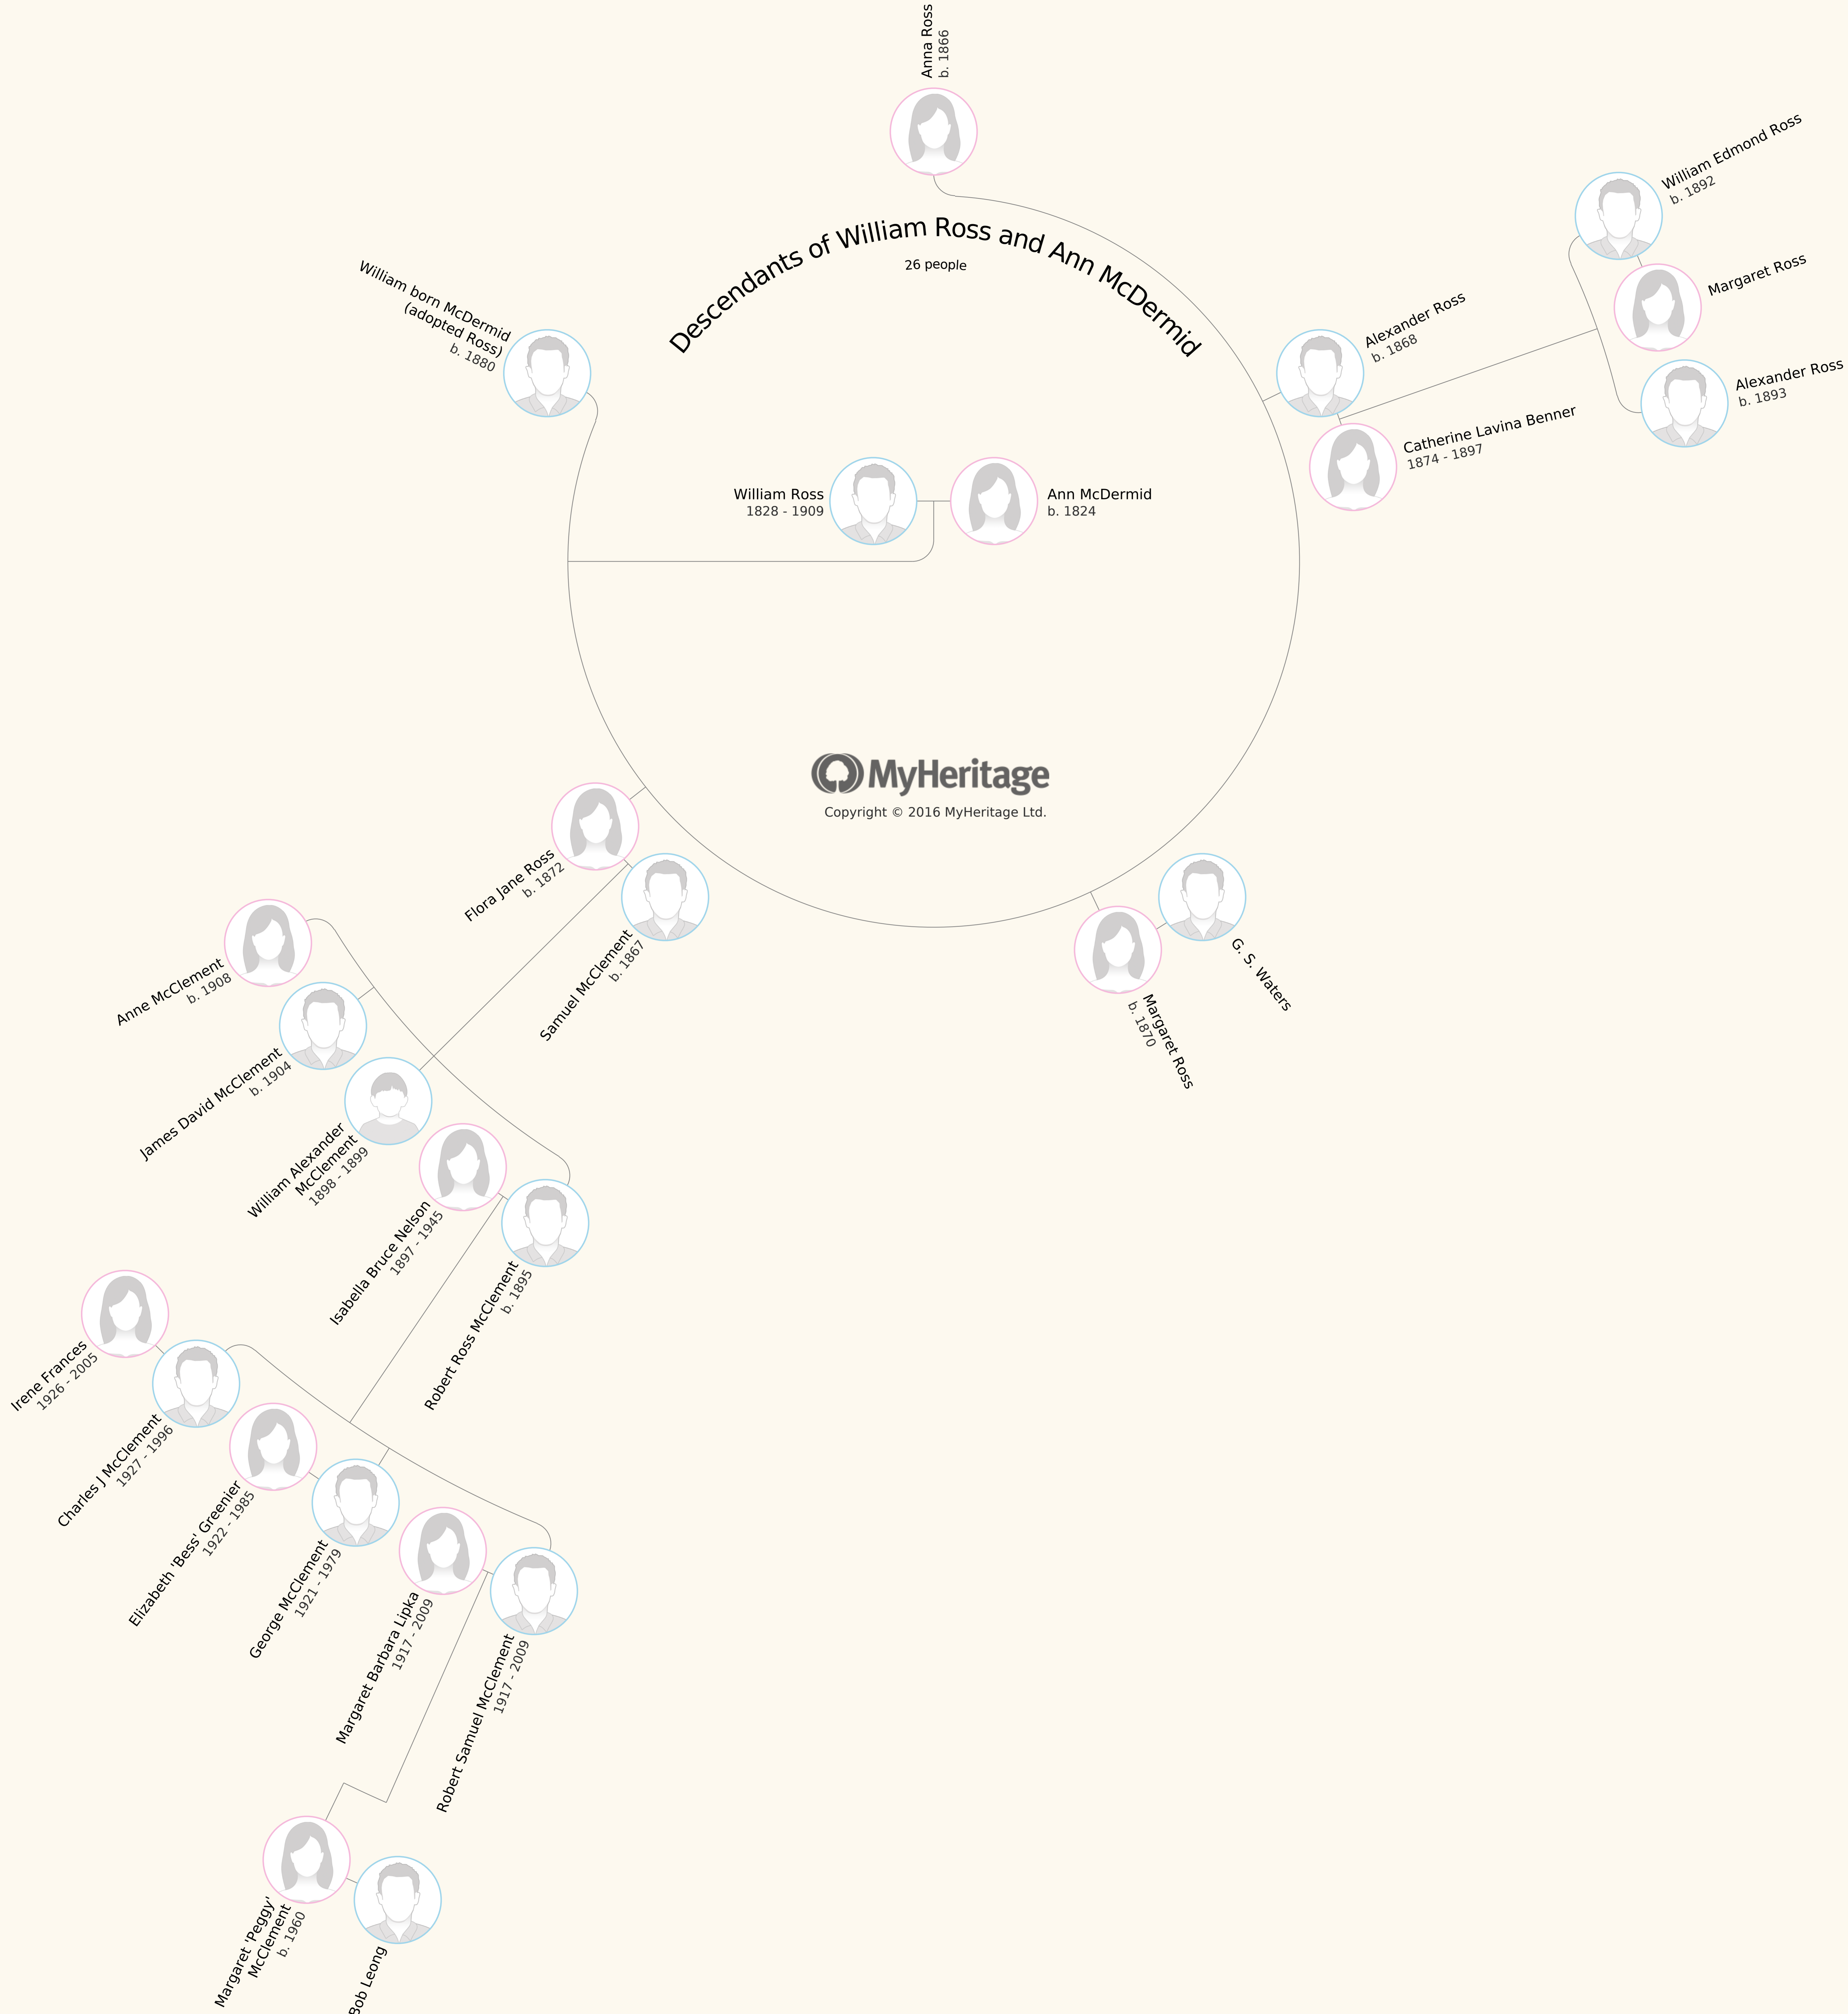 Anna Ross
b. 1866
Descendants of William Ross and Ann McDermid
26 people
William Edmond Ross
b. 1892
Margaret Ross
Alexander Ross
b. 1893
Alexander Ross
b. 1868
Catherine Lavina Benner
1874 - 1897
William born McDermid
(adopted Ross)
b. 1880
William Ross
1828 - 1909
Ann McDermid
b. 1824
MyHeritage
Copyright © 2016 MyHeritage Ltd.
G. S. Waters
Margaret Ross
b. 1870
Flora Jane Ross
b. 1872
Samuel McClement
b. 1867
Anne McClement
b. 1908
James David McClement
b. 1904
William Alexander
McClement
1898 - 1899
Isabella Bruce Nelson
1897 - 1945
Robert Ross McClement
b. 1895
Irene Frances
1926 - 2005
Charles J McClement
1927 - 1996
Elizabeth 'Bess' Greenier
1922 - 1985
George McClement
1921 - 1979
Margaret Barbara Lipka
1917 - 2009
Robert Samuel McClement
1917 - 2009
Margaret 'Peggy'
McClement
b. 1960
Bob Leong